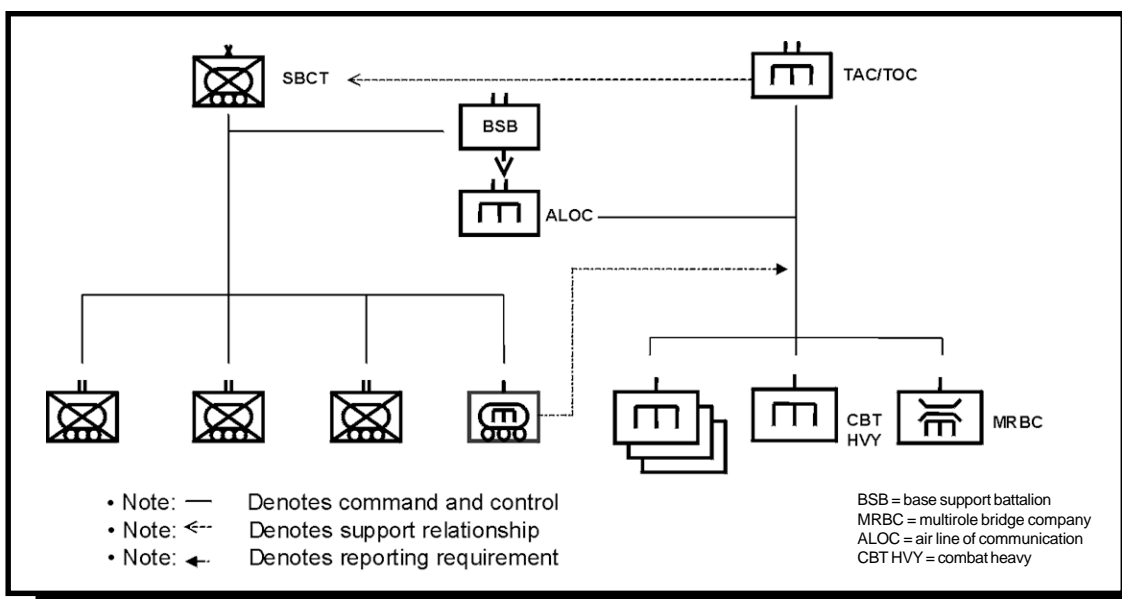 SBCT
TAC/TOC
BSB
ALOC
CBT
HVY
MRBC
• Note: — Denotes command and control
• Note: <-- Denotes support relationship
• Note: ◄- Denotes reporting requirement
BSB = base support battalion
MRBC = multirole bridge company
ALOC = air line of communication
CBT HVY = combat heavy